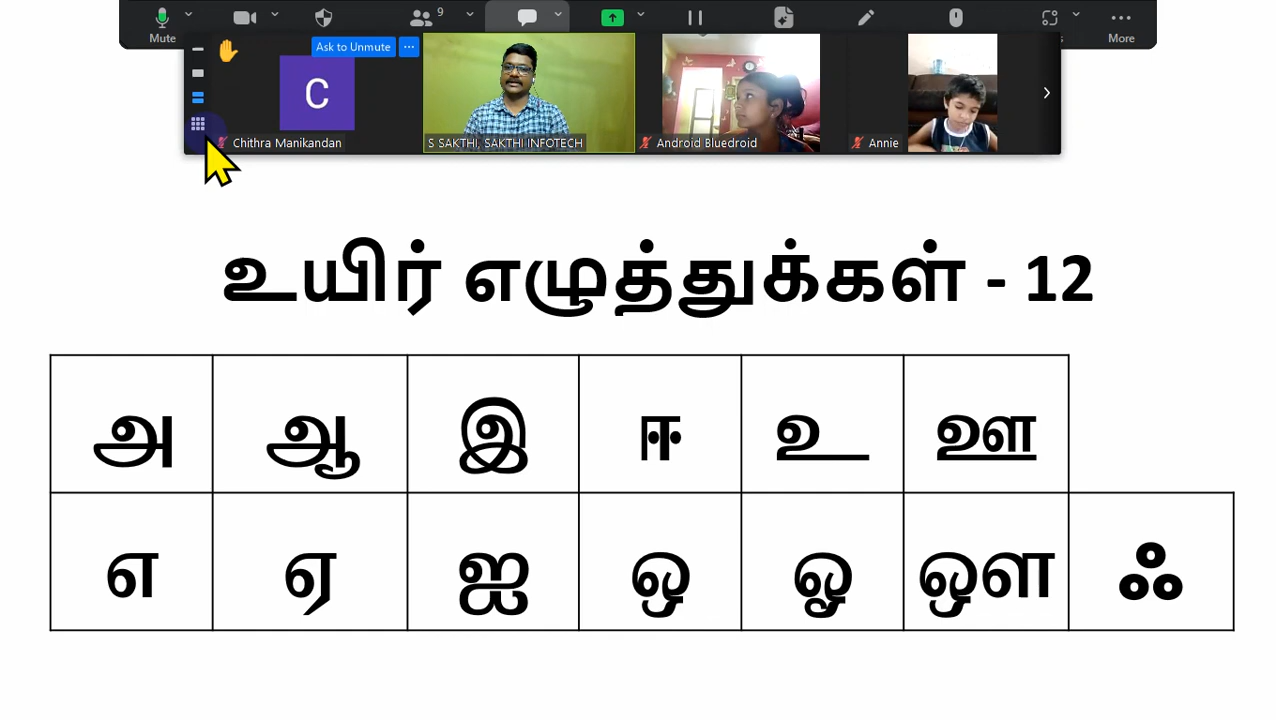 9
Mute
More
Ask to Unmute
C
Chithra Manikandan
S SAKTHI, SAKTHI INFOTECH
Android Bluedroid
Annie
உயிர் எழுத்துக்கள் - 12
அ ஆ இ ஈ உ ஊ
எ ஏ ஐ ஒ ஓ ஔ ஃ